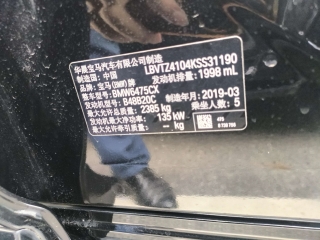 华晨宝马汽车有限公司制造
制造国：中国 LBVTZ4104KSS31190
品牌：宝马(BMW)牌 发动机排量：1998 mL
整车型号：BMW6475CX
发动机型号：B48B20C 制造年月：2019-03
最大允许总质量：2385 kg 乘坐人数：5
发动机最大净功率：135 kW
-- kg